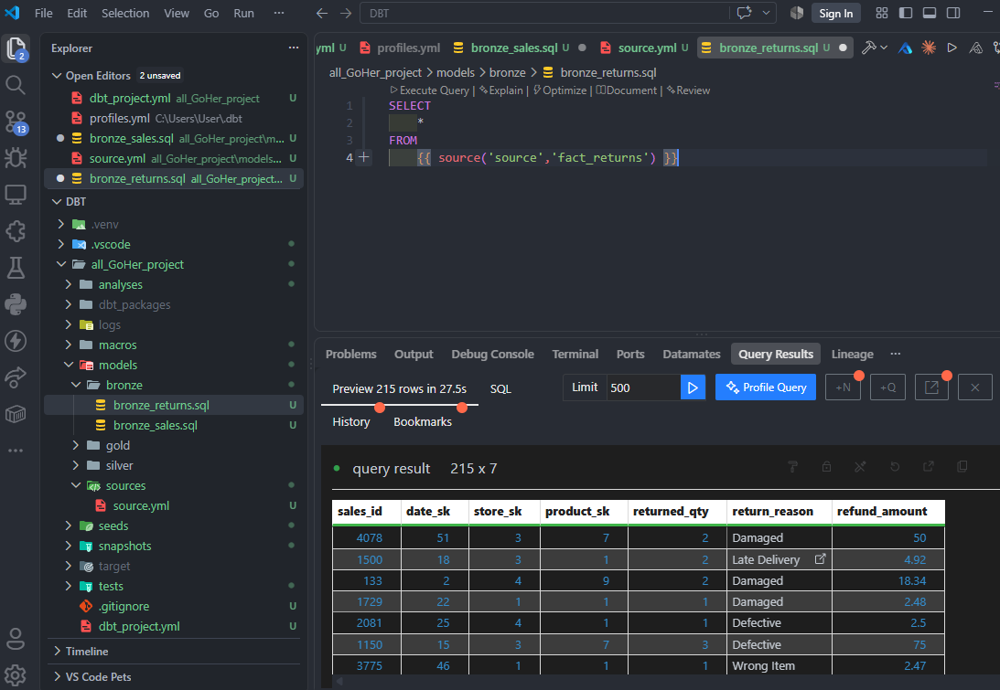 File Edit Selection View Go Run ··· DBT Sign In
Explorer ···
Open Editors 2 unsaved
dbt_project.yml all_GoHer_project U
profiles.yml C:\Users\User\.dbt
bronze_sales.sql all_GoHer_project\m... U
source.yml all_GoHer_project\models... U
bronze_returns.sql all_GoHer_project... U
DBT
.venv
.vscode
all_GoHer_project
analyses
dbt_packages
logs
macros
models
bronze
bronze_returns.sql U
bronze_sales.sql U
gold
silver
sources
source.yml U
seeds
snapshots
target
tests
.gitignore U
dbt_project.yml U
Timeline
VS Code Pets
2
13
yml U profiles.yml bronze_sales.sql U source.yml U bronze_returns.sql U
all_GoHer_project > models > bronze > bronze_returns.sql
Execute Query | Explain | Optimize | Document | Review
1 SELECT
2 *
3 FROM
4 {{ source('source','fact_returns') }}
Problems Output Debug Console Terminal Ports Datamates Query Results Lineage ···
Preview 215 rows in 27.5s SQL Limit 500 Profile Query +N +Q
History Bookmarks
query result 215 x 7
sales_id date_sk store_sk product_sk returned_qty return_reason refund_amount
4078 51 3 7 2 Damaged 50
1500 18 3 1 2 Late Delivery 4.92
133 2 4 9 2 Damaged 18.34
1729 22 1 1 1 Damaged 2.48
2081 25 4 1 1 Defective 2.5
1150 15 3 7 3 Defective 75
3775 46 1 1 1 Wrong Item 2.47